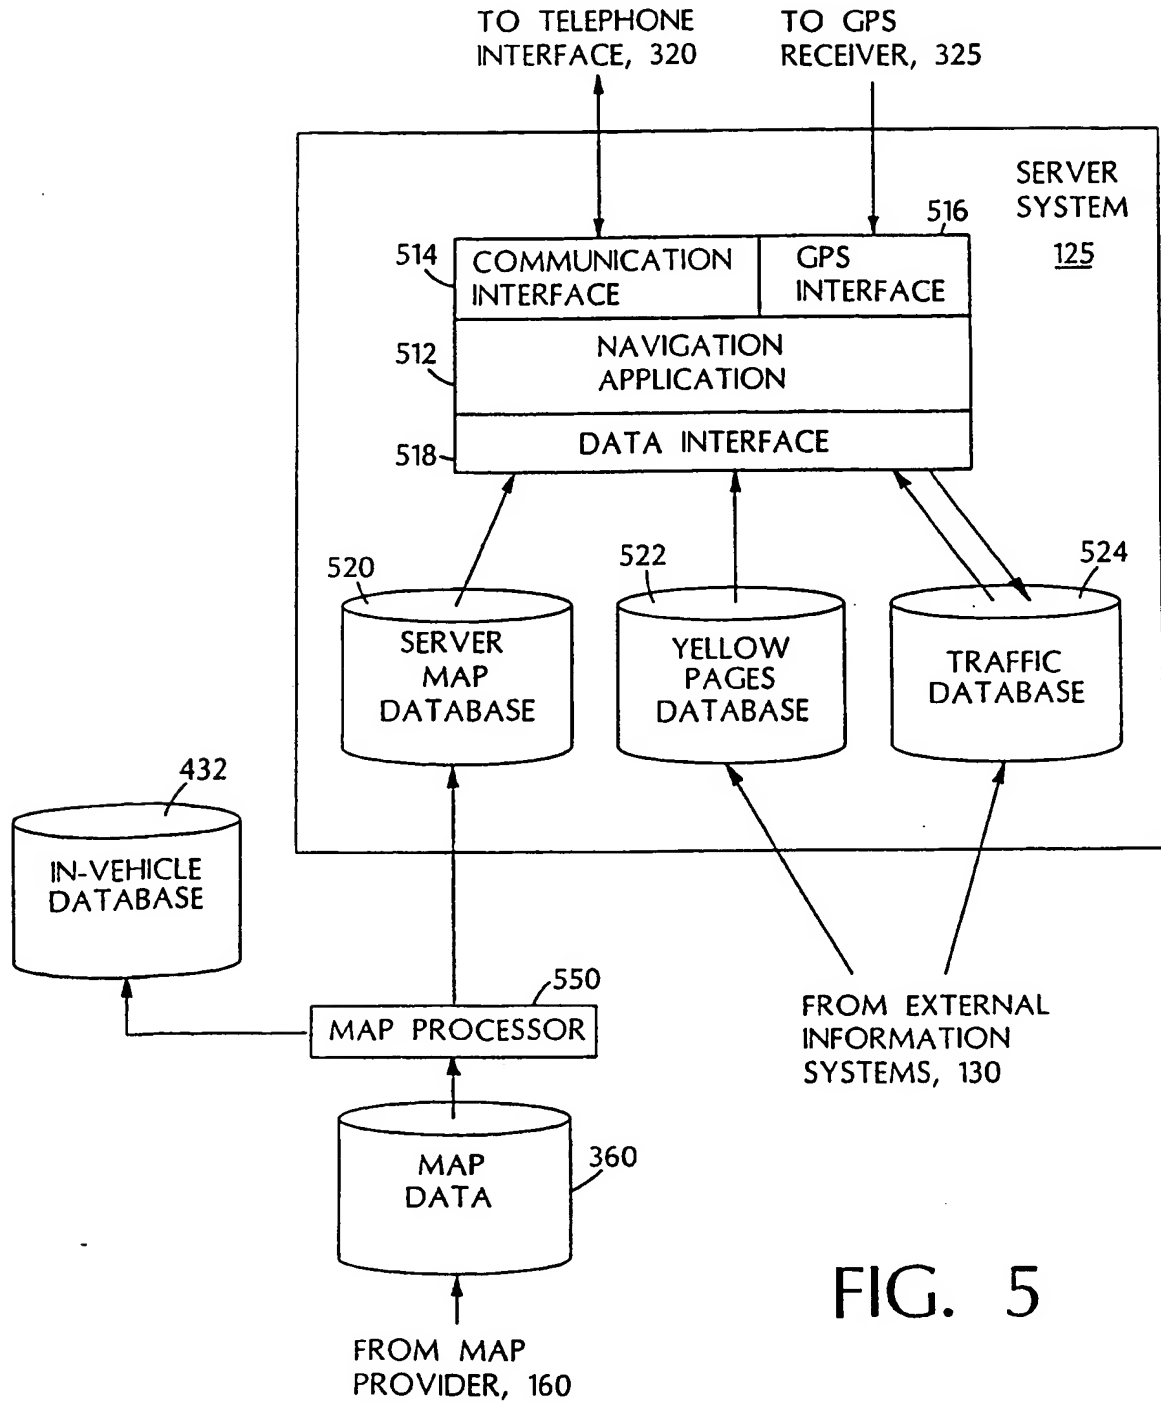 TO TELEPHONE
INTERFACE, 320
TO GPS
RECEIVER, 325
SERVER
SYSTEM
125
516
514
COMMUNICATION
INTERFACE
GPS
INTERFACE
512
NAVIGATION
APPLICATION
518
DATA INTERFACE
520
SERVER
MAP
DATABASE
522
YELLOW
PAGES
DATABASE
524
TRAFFIC
DATABASE
432
IN-VEHICLE
DATABASE
550
MAP PROCESSOR
FROM EXTERNAL
INFORMATION
SYSTEMS, 130
MAP
DATA
360
FROM MAP
PROVIDER, 160
FIG. 5